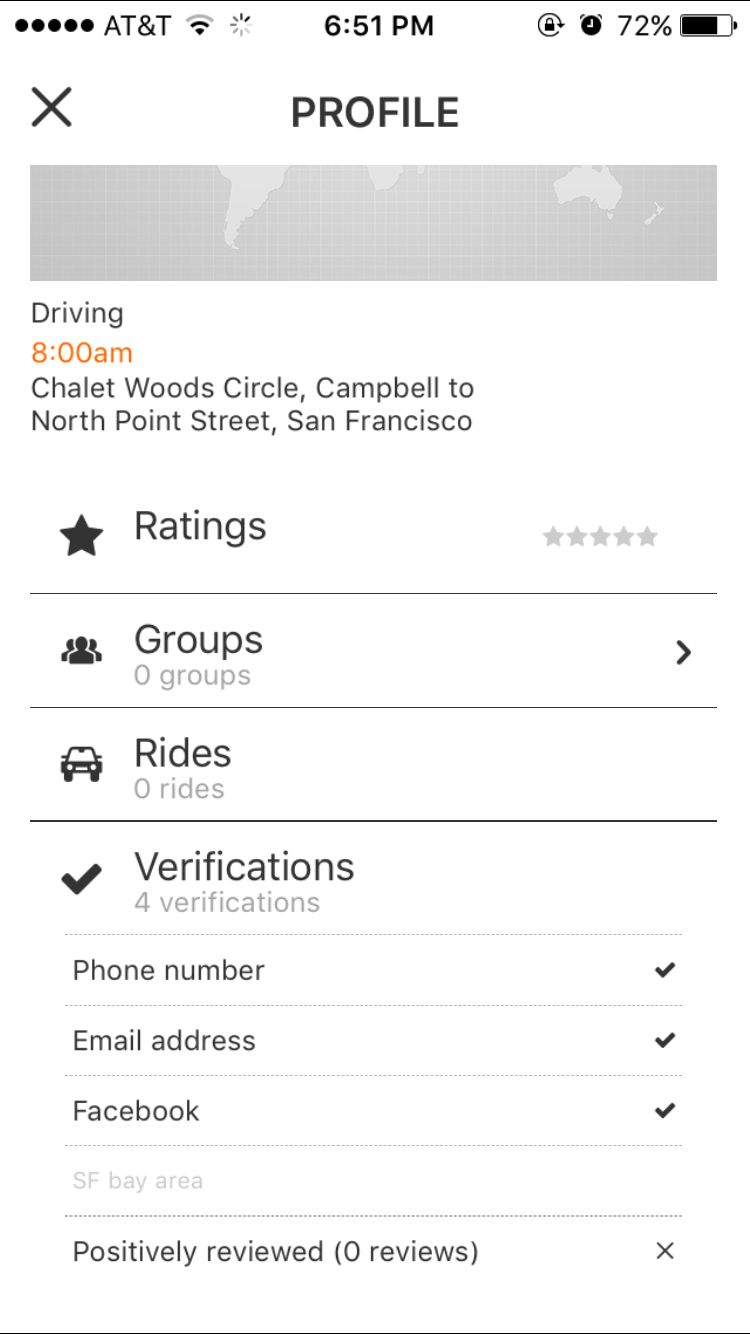 AT&T 6:51 PM 72%
PROFILE
Driving
8:00am
Chalet Woods Circle, Campbell to
North Point Street, San Francisco
Ratings
Groups
0 groups
Rides
0 rides
Verifications
4 verifications
Phone number
Email address
Facebook
SF bay area
Positively reviewed (0 reviews)